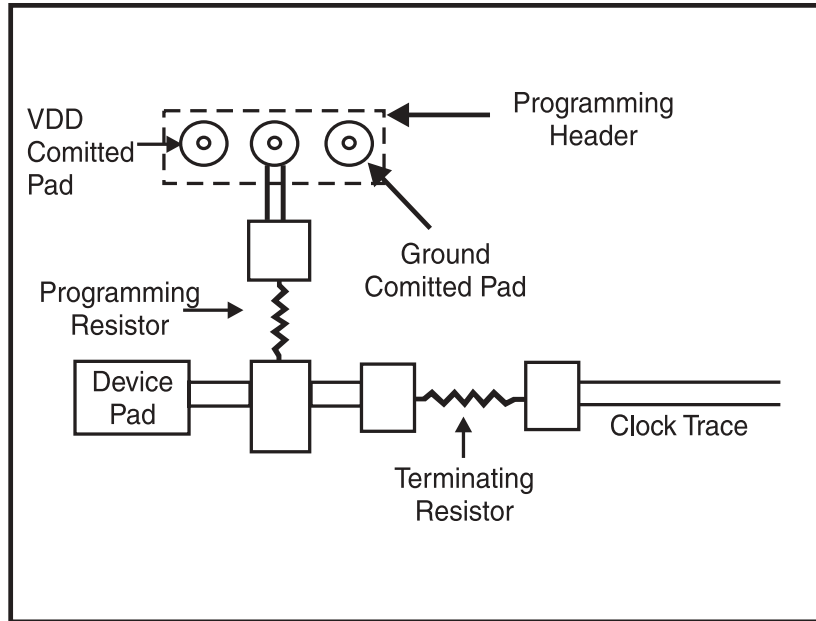 VDD
Comitted
Pad
Programming
Header
Ground
Comitted Pad
Programming
Resistor
Device
Pad
Clock Trace
Terminating
Resistor